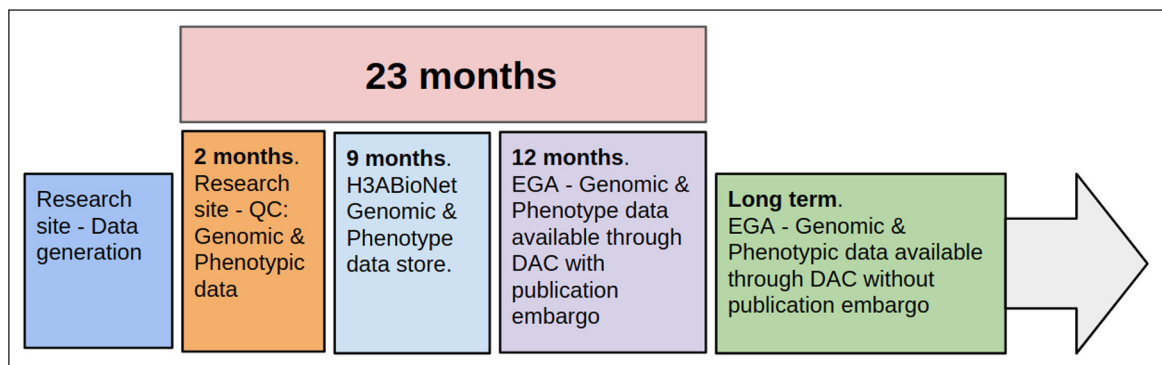 23 months
Research
site - Data
generation
2 months.
Research
site - QC:
Genomic &
Phenotypic
data
9 months.
H3ABioNet
Genomic &
Phenotype
data store.
12 months.
EGA - Genomic &
Phenotype data
available through
DAC with
publication
embargo
Long term.
EGA - Genomic &
Phenotypic data available
through DAC without
publication embargo